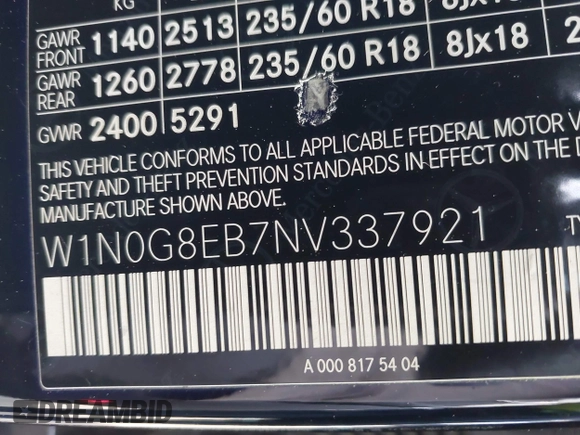 KG
GAWR FRONT 1140 2513 235/60 R18 8Jx18
GAWR REAR 1260 2778 235/60 R18 8Jx18 2
GVWR 2400 5291
THIS VEHICLE CONFORMS TO ALL APPLICABLE FEDERAL MOTOR V
SAFETY AND THEFT PREVENTION STANDARDS IN EFFECT ON THE D
MANUFACTURE SHOWN ABOVE.
W1N0G8EB7NV337921
A 000 817 54 04
DREAMBID